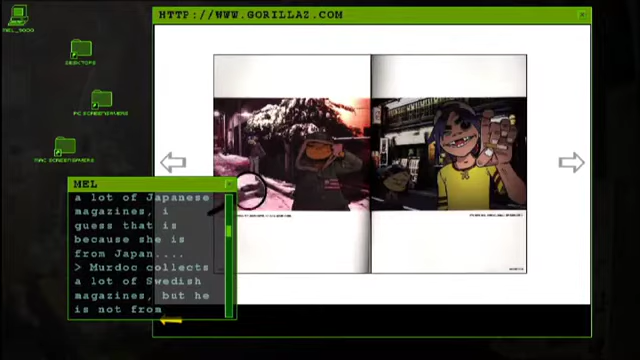 HTTP://WWW.GORILLAZ.COM
MEL_9000
DESKTOPS
PC SCREENSAVERS
MAC SCREENSAVERS
MEL
a lot of Japanese
magazines, i
guess that is
because she is
from Japan....
> Murdoc collects
a lot of Swedish
magazines, but he
is not from